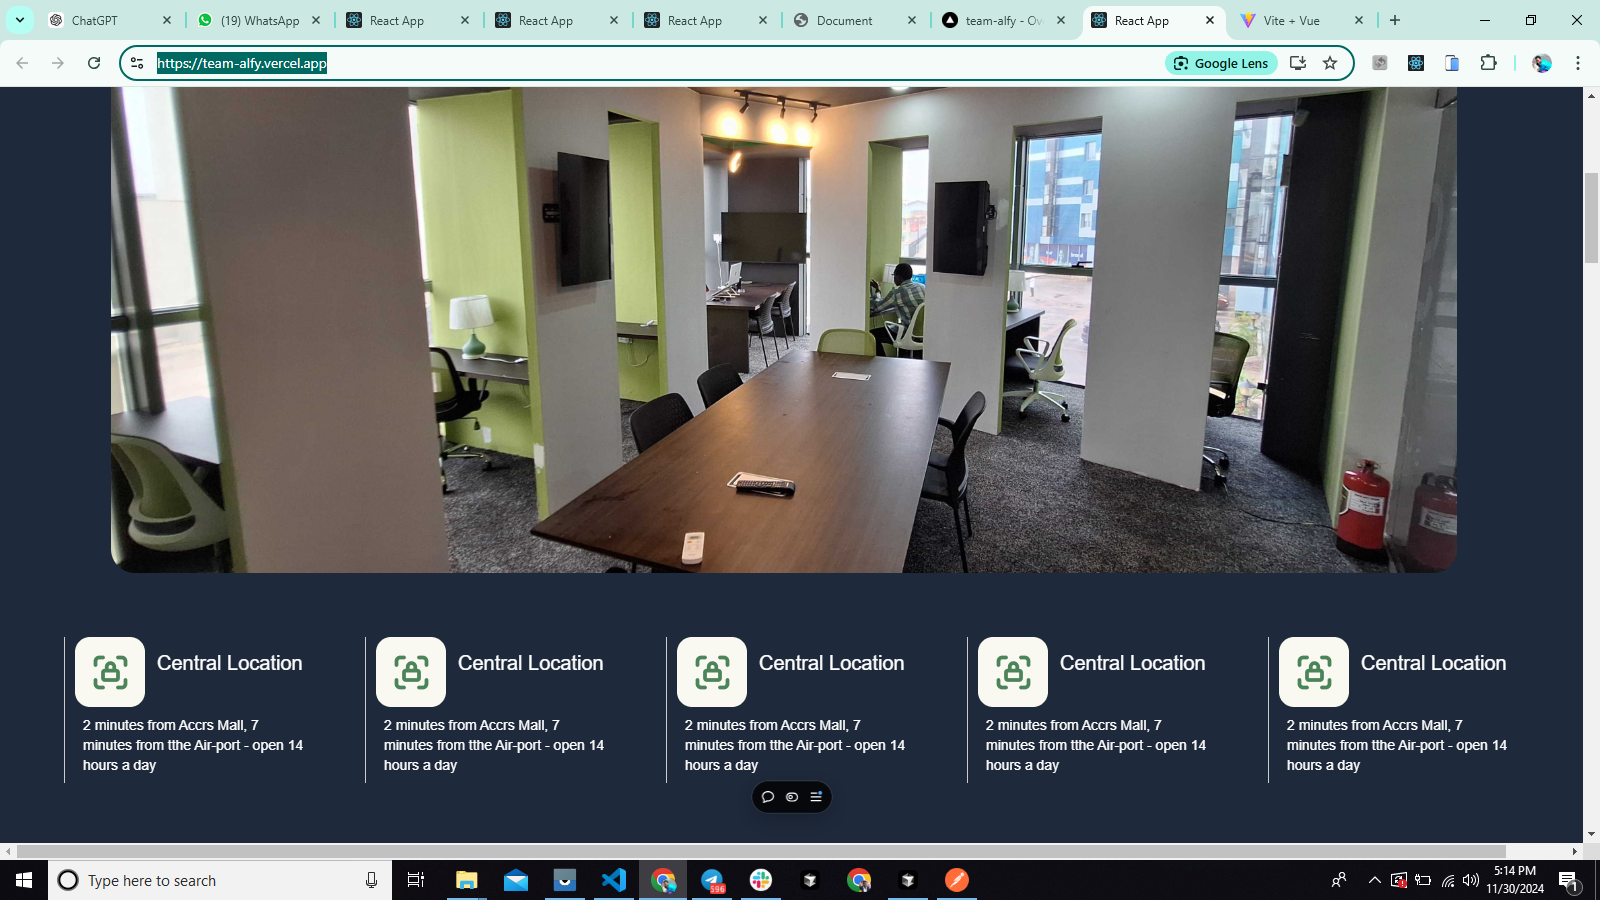 ChatGPT
(19) WhatsApp
React App
React App
React App
Document
team-alfy - Ov
React App
Vite + Vue
https://team-alfy.vercel.app
Google Lens
Central Location
2 minutes from Accrs Mall, 7
minutes from tthe Air-port - open 14
hours a day
Central Location
2 minutes from Accrs Mall, 7
minutes from tthe Air-port - open 14
hours a day
Central Location
2 minutes from Accrs Mall, 7
minutes from tthe Air-port - open 14
hours a day
Central Location
2 minutes from Accrs Mall, 7
minutes from tthe Air-port - open 14
hours a day
Central Location
2 minutes from Accrs Mall, 7
minutes from tthe Air-port - open 14
hours a day
Type here to search
596
5:14 PM
11/30/2024
1